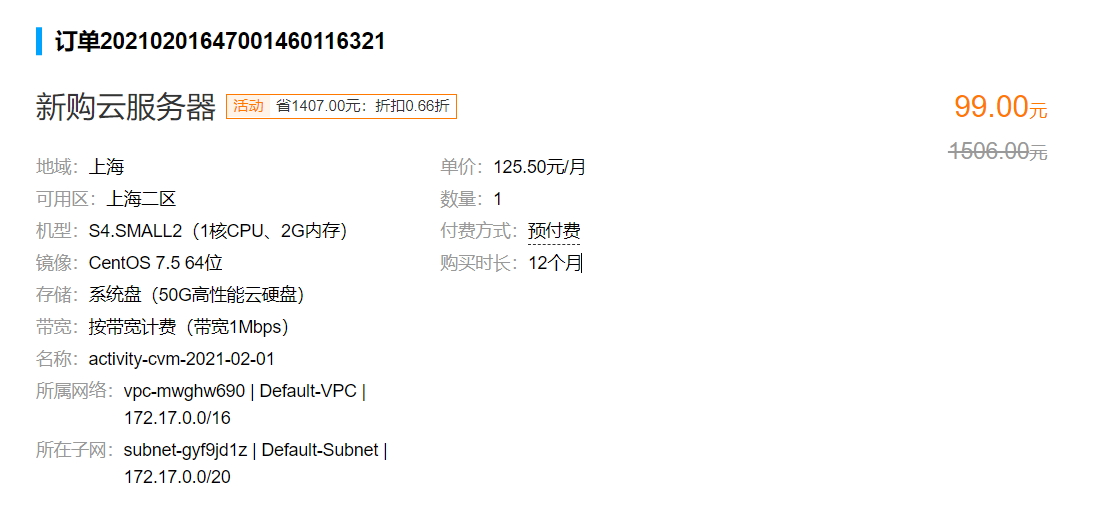 订单20210201647001460116321
新购云服务器 活动 省1407.00元：折扣0.66折
99.00元
1506.00元
地域：上海
可用区：上海二区
机型：S4.SMALL2（1核CPU、2G内存）
镜像：CentOS 7.5 64位
存储：系统盘（50G高性能云硬盘）
带宽：按带宽计费（带宽1Mbps）
名称：activity-cvm-2021-02-01
所属网络：vpc-mwghw690 | Default-VPC |
172.17.0.0/16
所在子网：subnet-gyf9jd1z | Default-Subnet |
172.17.0.0/20
单价：125.50元/月
数量：1
付费方式：预付费
购买时长：12个月